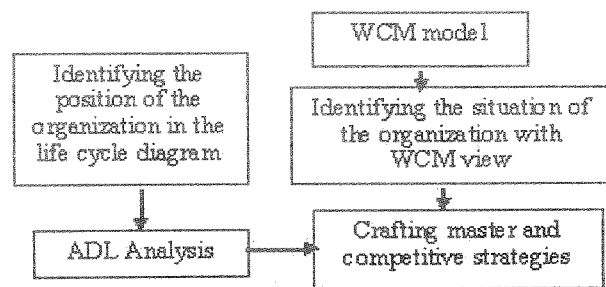 WCM model
Identifying the
position of the
organization in the
life cycle diagram
Identifying the situation of
the organization with
WCM view
ADL Analysis
Crafting master and
competitive strategies